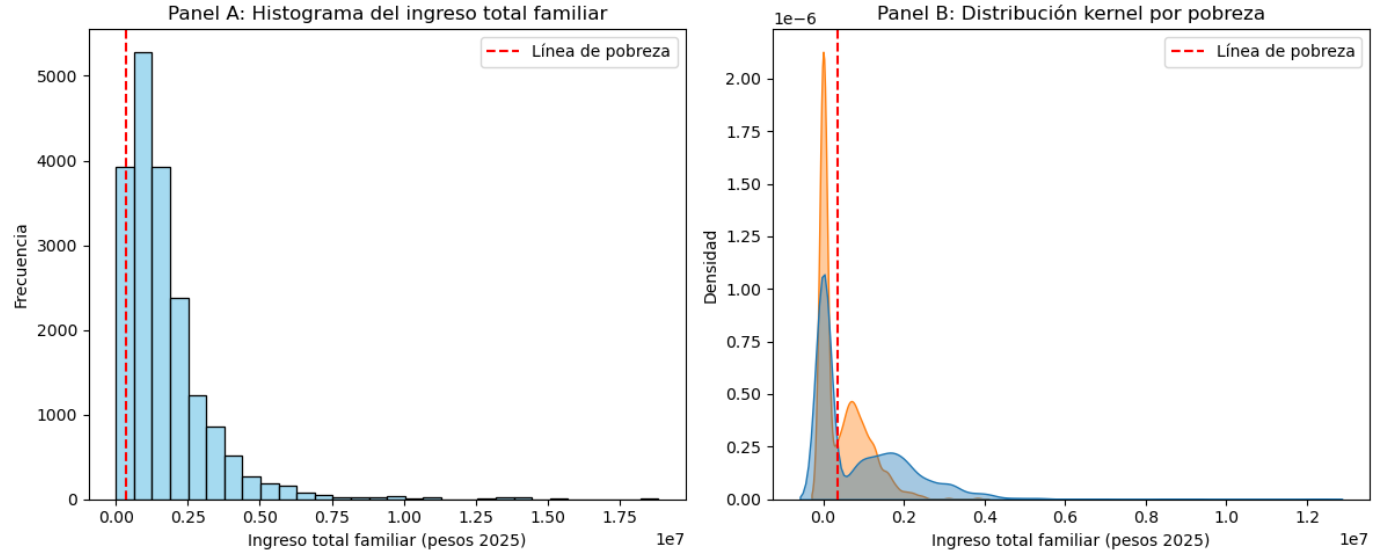 Panel A: Histograma del ingreso total familiar
Línea de pobreza
5000
4000
3000
2000
1000
0
Frecuencia
0.00 0.25 0.50 0.75 1.00 1.25 1.50 1.75
1e7
Ingreso total familiar (pesos 2025)
Panel B: Distribución kernel por pobreza
1e−6
Línea de pobreza
2.00
1.75
1.50
1.25
1.00
0.75
0.50
0.25
0.00
Densidad
0.0 0.2 0.4 0.6 0.8 1.0 1.2
1e7
Ingreso total familiar (pesos 2025)